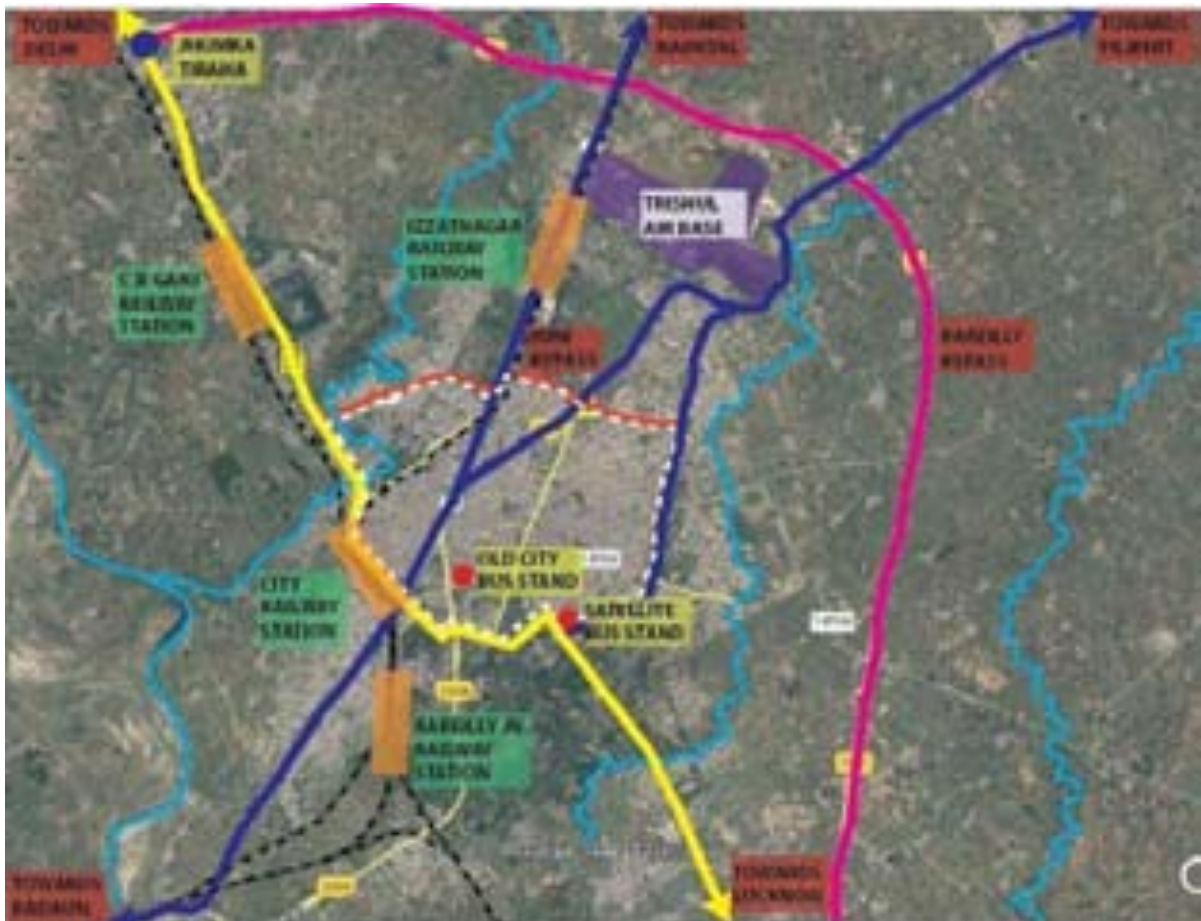 TOWARDS
DELHI
JHUMKA
TIRAHA
TOWARDS
NAINITAL
TOWARDS
PILIBHIT
TRISHUL
AIR BASE
IZZATNAGAR
RAILWAY
STATION
C B GANJ
RAILWAY
STATION
BYPASS
BAREILLY
BYPASS
OLD CITY
BUS STAND
CITY
RAILWAY
STATION
SATELLITE
BUS STAND
BAREILLY JN.
RAILWAY
STATION
TOWARDS
BADAUN
TOWARDS
LUCKNOW